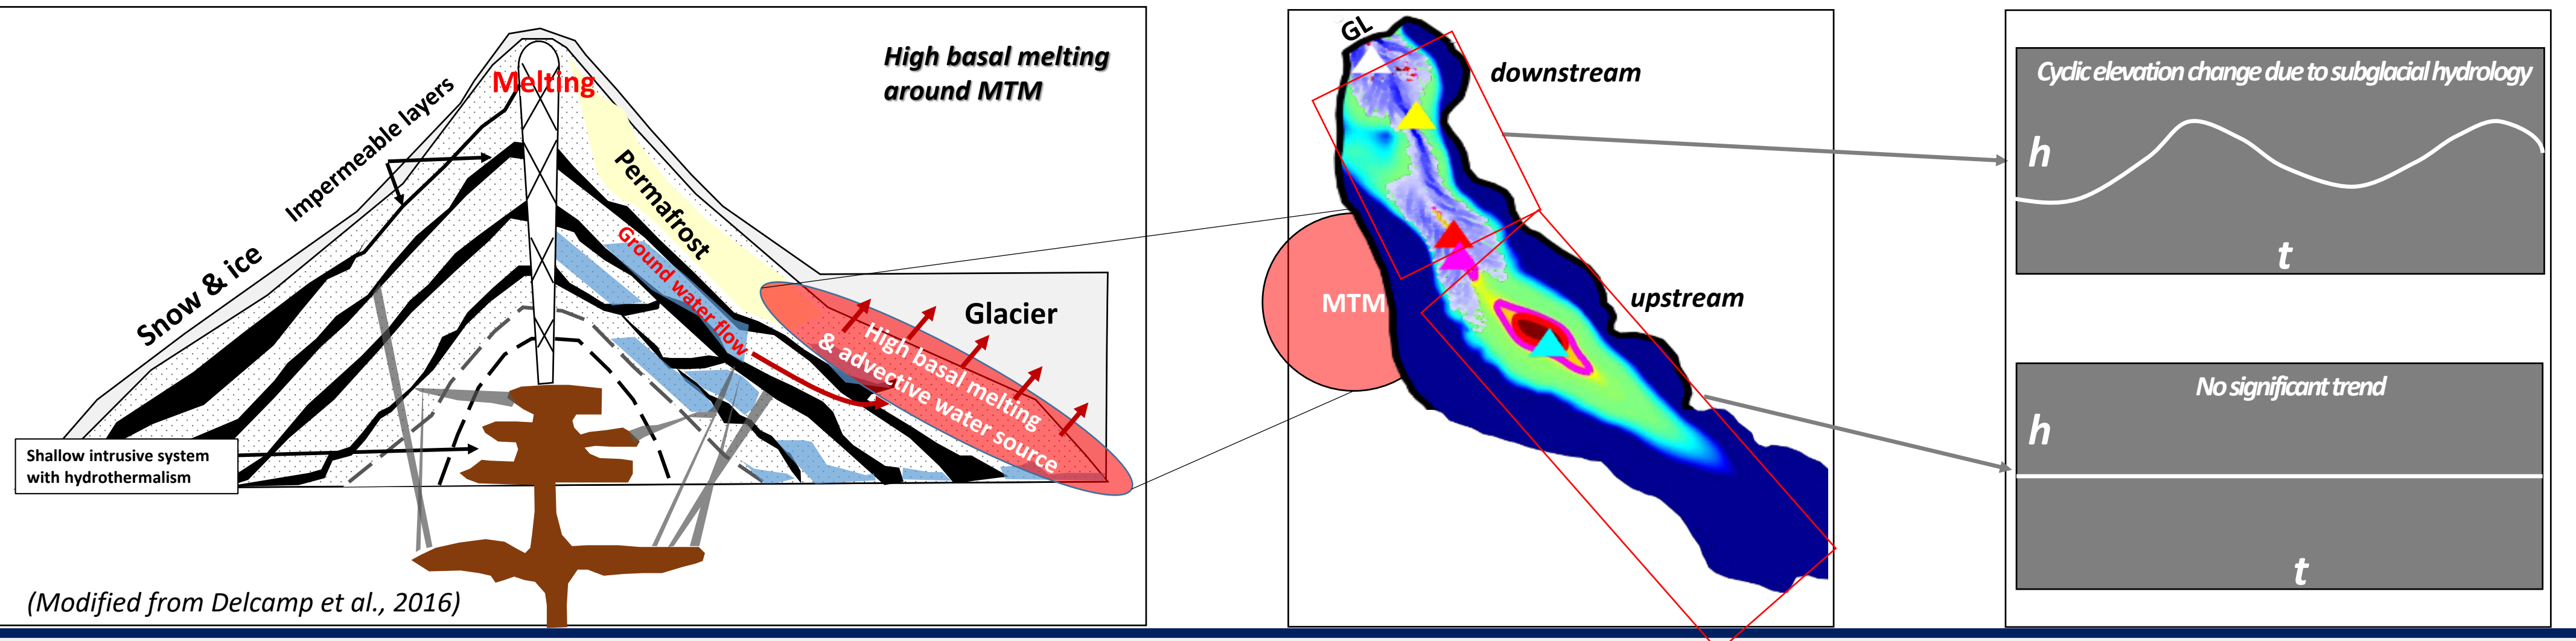 High basal melting
around MTM
Melting
Impermeable layers
Snow & ice
Permafrost
Ground water flow
Glacier
High basal melting
& advective water source
Shallow intrusive system
with hydrothermalism
(Modified from Delcamp et al., 2016)
GL
downstream
MTM
upstream
Cyclic elevation change due to subglacial hydrology
h
t
No significant trend
h
t